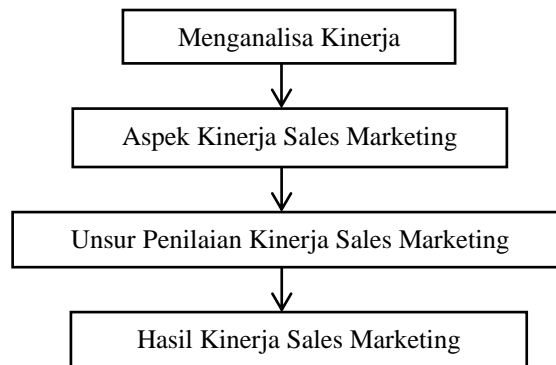 Menganalisa Kinerja
Aspek Kinerja Sales Marketing
Unsur Penilaian Kinerja Sales Marketing
Hasil Kinerja Sales Marketing